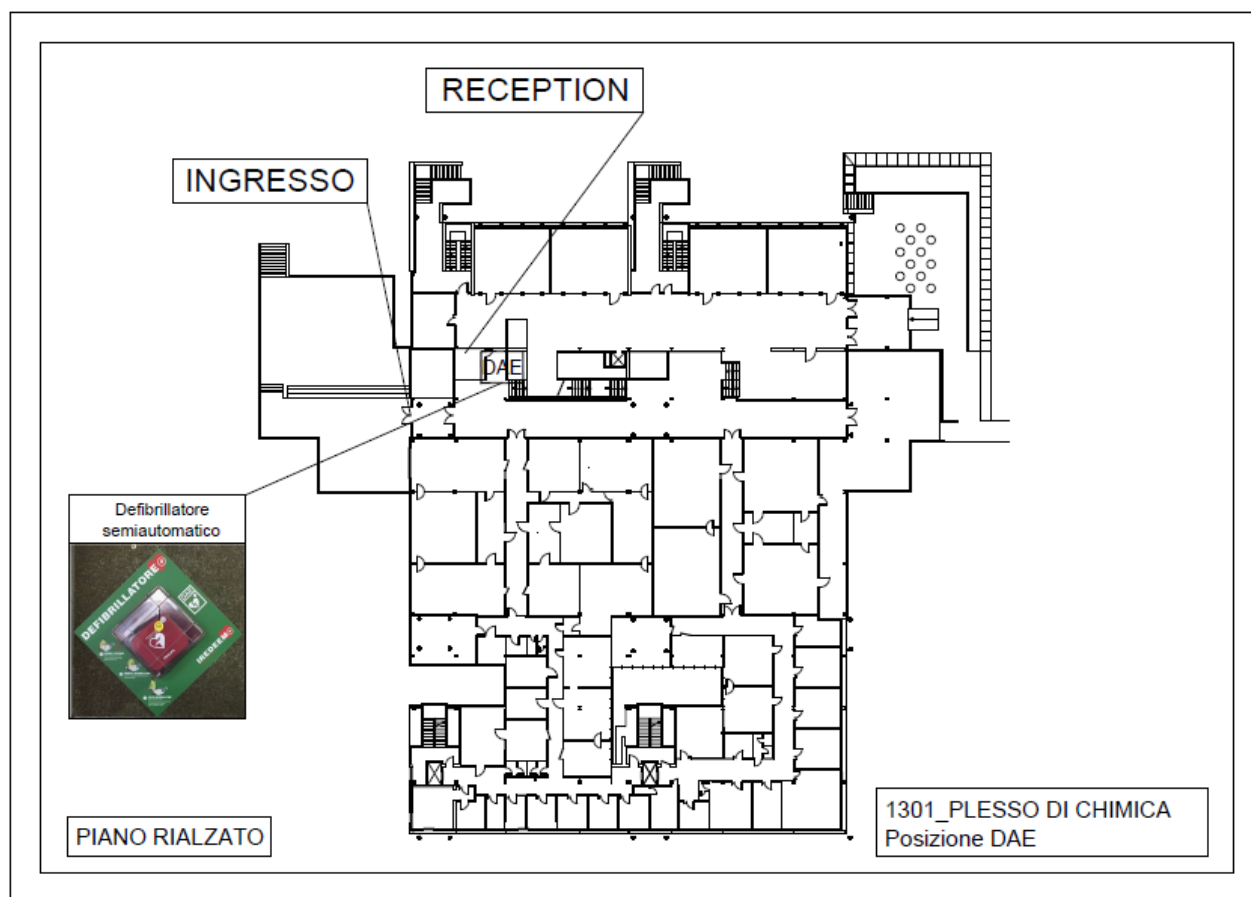 RECEPTION
INGRESSO
DAE
Defibrillatore
semiautomatico
DEFIBRILLATORE
IREDEEM
PIANO RIALZATO
1301_PLESSO DI CHIMICA
Posizione DAE